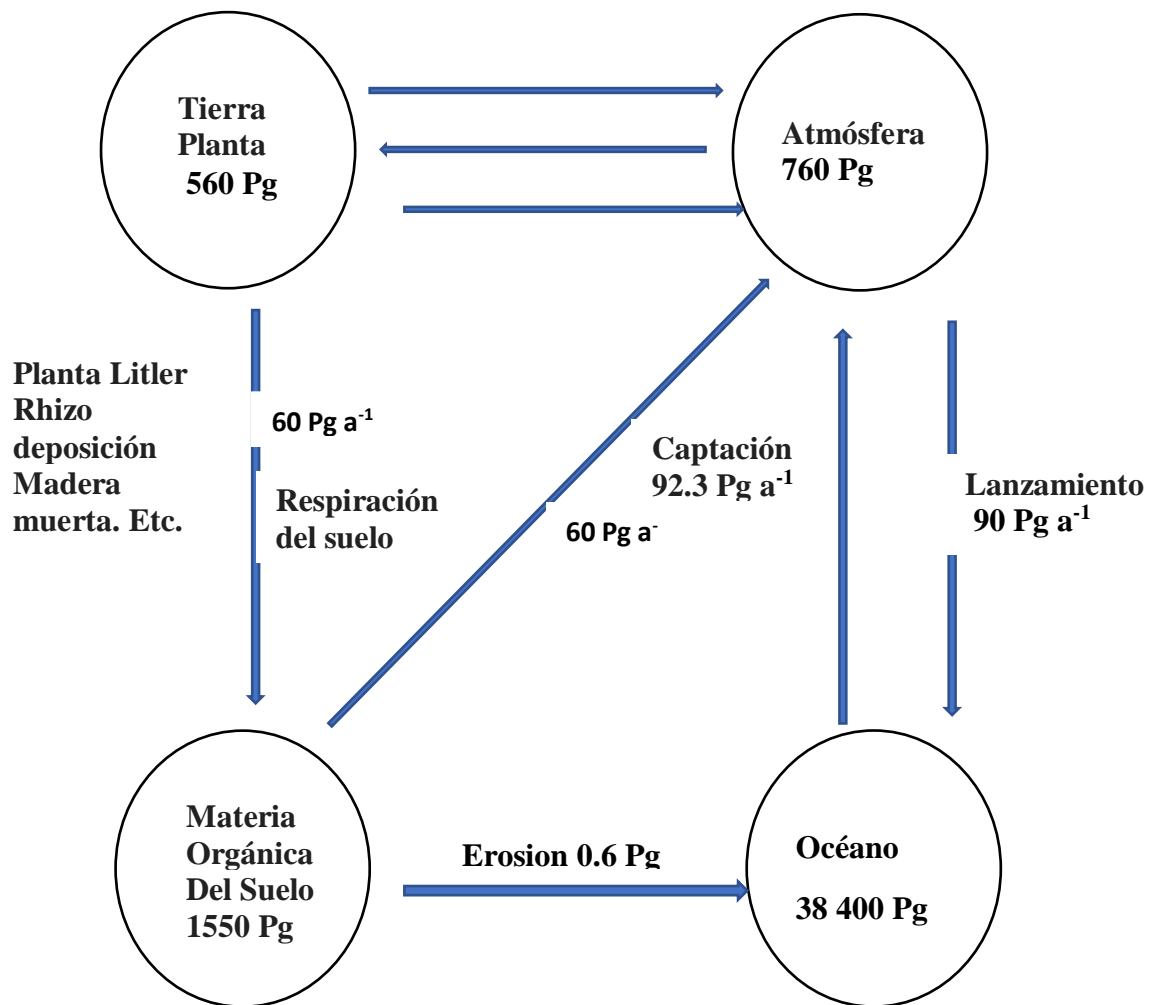 Tierra
Planta
560 Pg
Atmósfera
760 Pg
Planta Litler
Rhizo
deposición
Madera
muerta. Etc.
60 Pg a⁻¹
Respiración
del suelo
60 Pg a⁻
Captación
92.3 Pg a⁻¹
Lanzamiento
90 Pg a⁻¹
Materia
Orgánica
Del Suelo
1550 Pg
Erosion 0.6 Pg
Océano
38 400 Pg